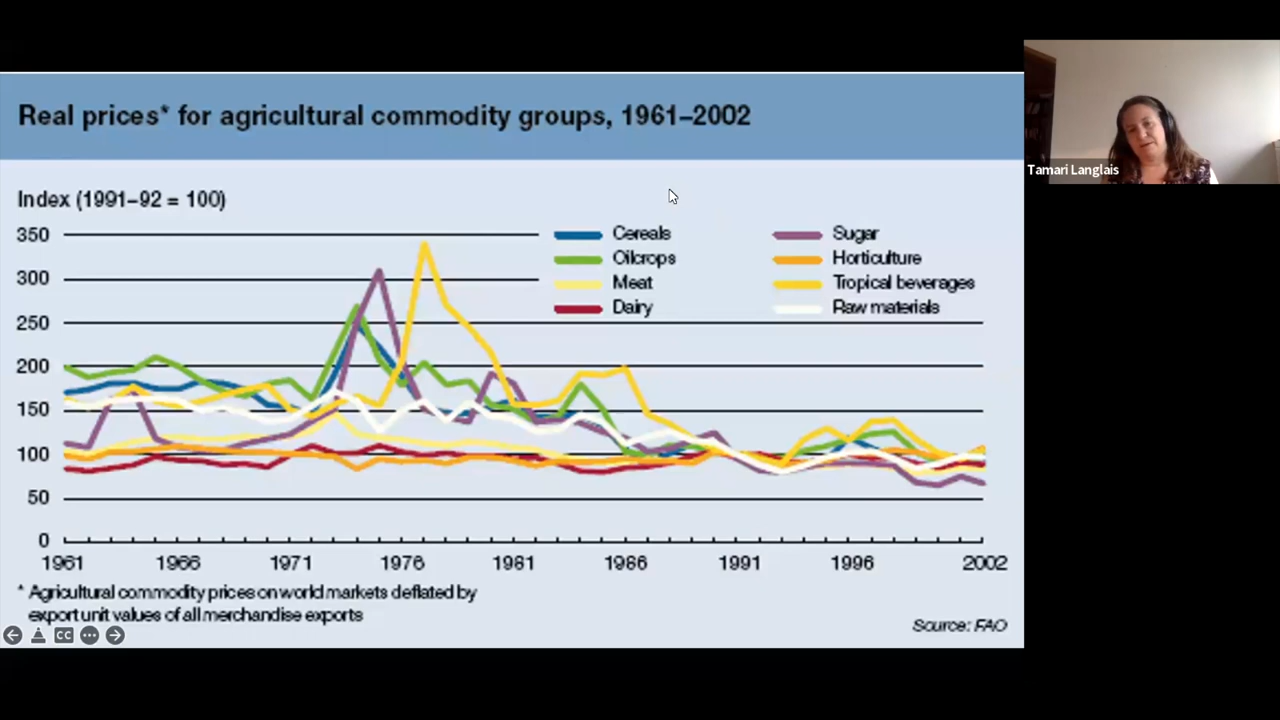 Real prices* for agricultural commodity groups, 1961–2002
Tamari Langlais
Index (1991–92 = 100)
350
300
250
200
150
100
50
0
Cereals
Oilcrops
Meat
Dairy
Sugar
Horticulture
Tropical beverages
Raw materials
1961 1966 1971 1976 1981 1986 1991 1996 2002
* Agricultural commodity prices on world markets deflated by
export unit values of all merchandise exports
Source: FAO
CC